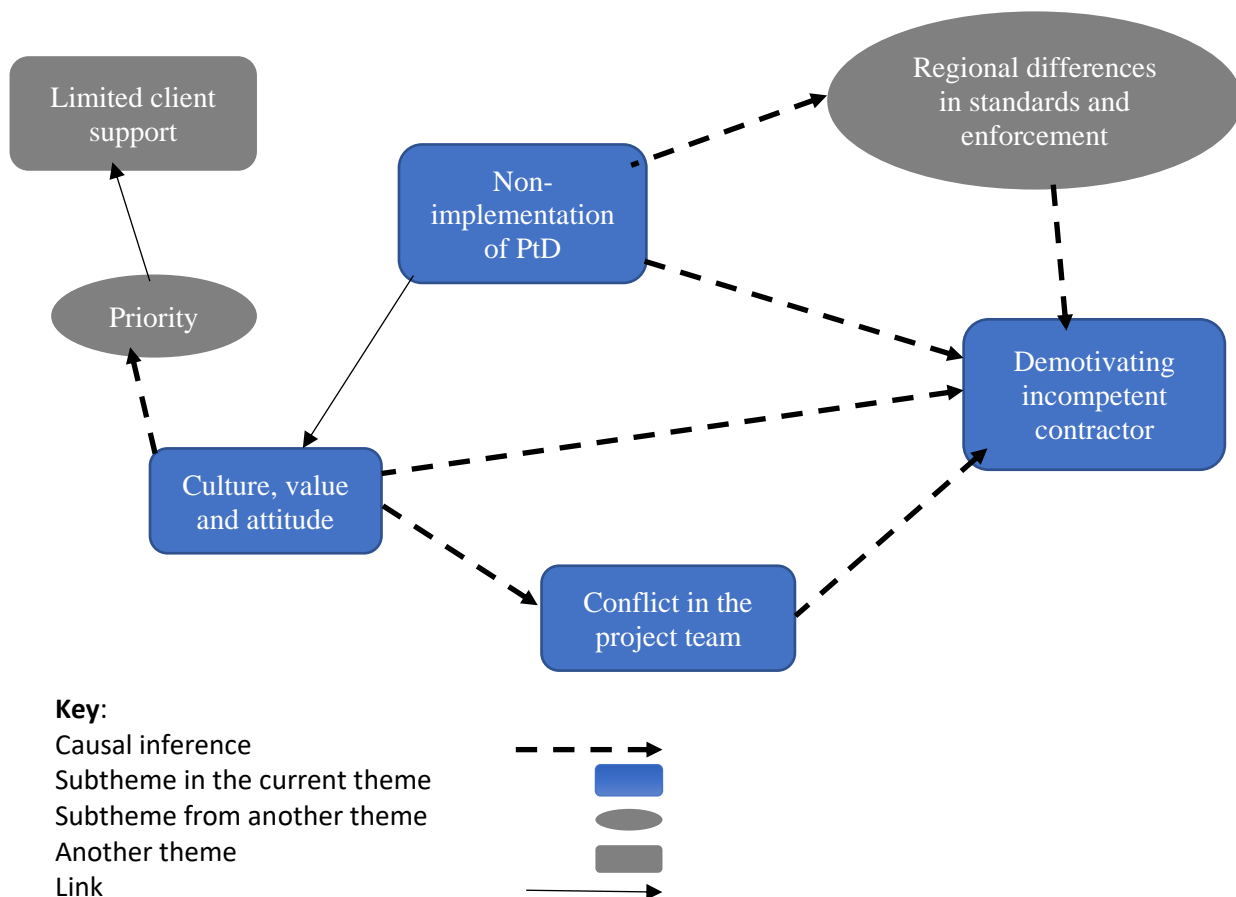 Limited client
support
Regional differences
in standards and
enforcement
Non-
implementation
of PtD
Priority
Demotivating
incompetent
contractor
Culture, value
and attitude
Conflict in the
project team
Key:
Causal inference
Subtheme in the current theme
Subtheme from another theme
Another theme
Link